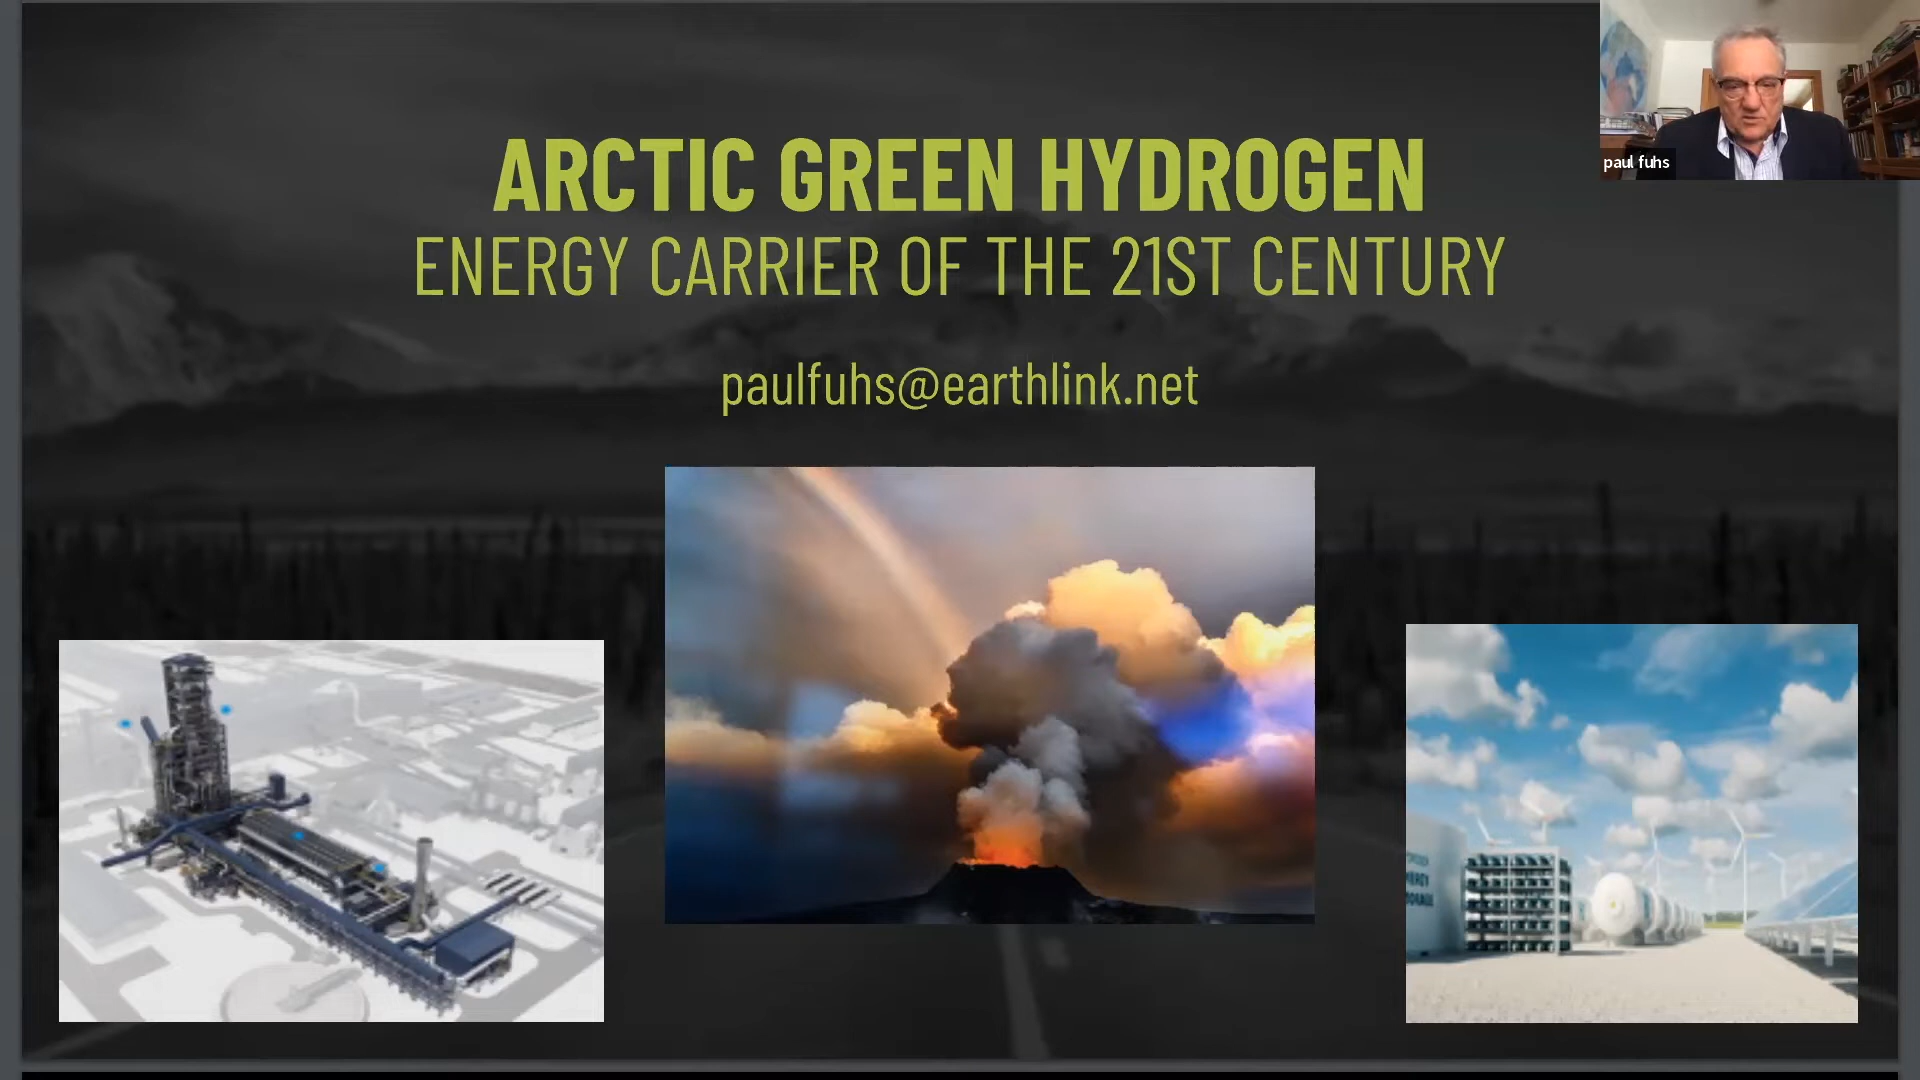 ARCTIC GREEN HYDROGEN
ENERGY CARRIER OF THE 21ST CENTURY
paulfuhs@earthlink.net
paul fuhs